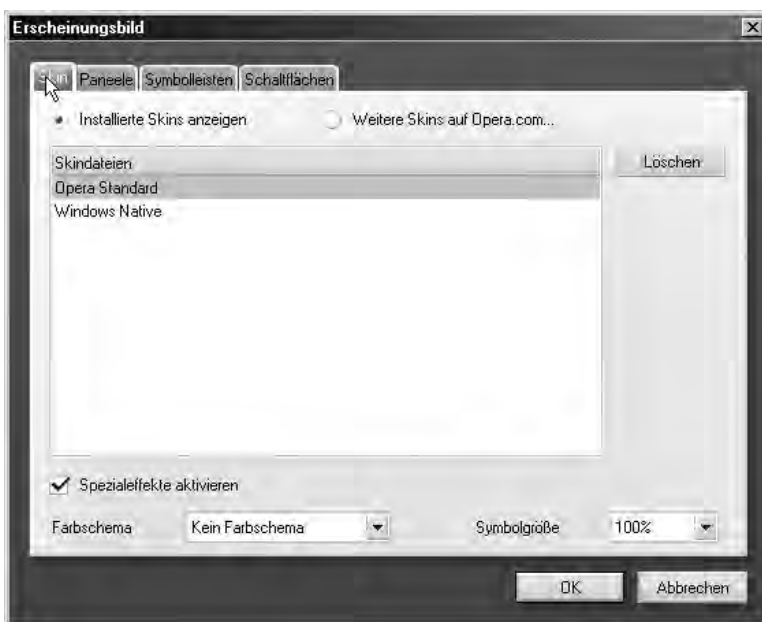 Erscheinungsbild
Skin Paneele Symbolleisten Schaltflächen
Installierte Skins anzeigen Weitere Skins auf Opera.com...
Skindateien Löschen
Opera Standard
Windows Native
Spezialeffekte aktivieren
Farbschema Kein Farbschema Symbolgröße 100%
OK Abbrechen